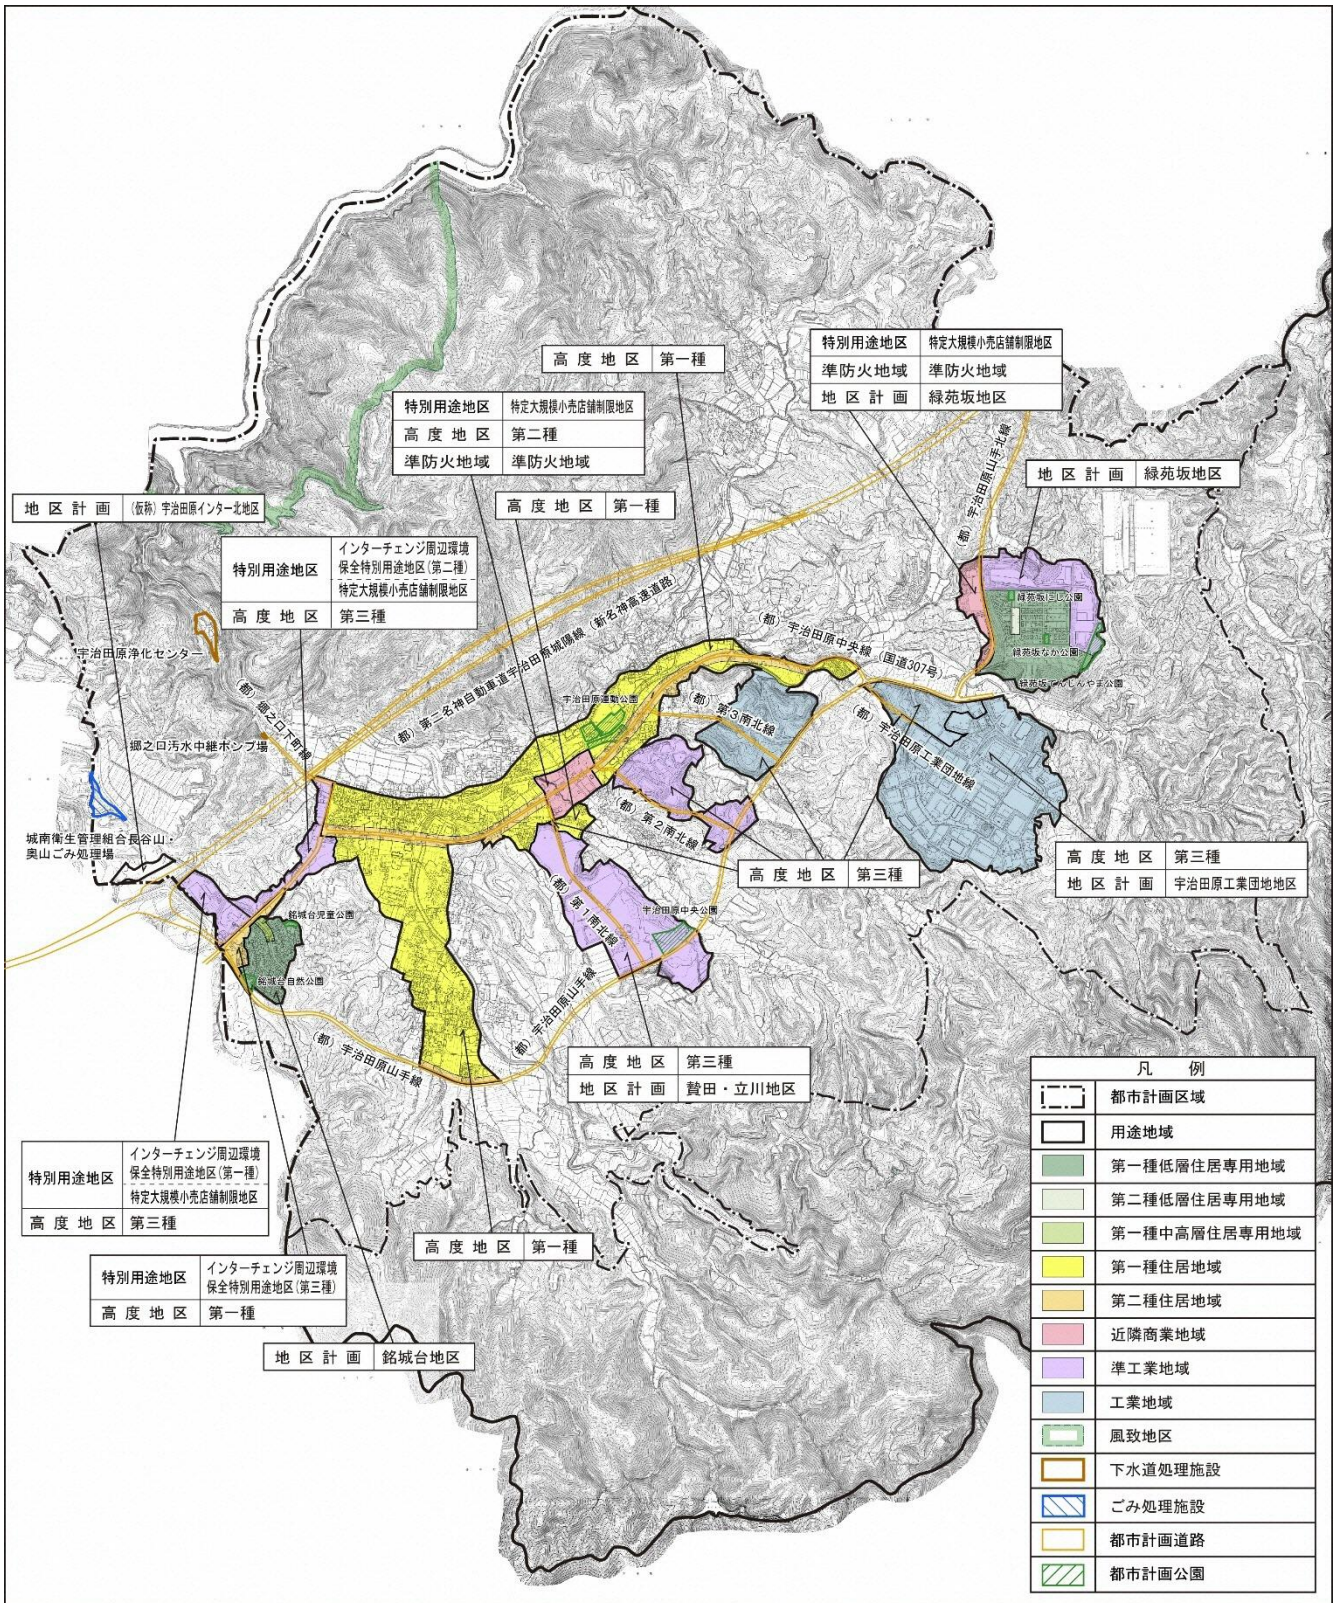 高度地区 第一種
特別用途地区 特定大規模小売店舗制限地区
準防火地域 準防火地域
地区計画 緑苑坂地区
特別用途地区 特定大規模小売店舗制限地区
高度地区 第二種
準防火地域 準防火地域
地区計画 緑苑坂地区
地区計画 (仮称)宇治田原インター北地区
高度地区 第一種
特別用途地区 インターチェンジ周辺環境
保全特別用途地区(第二種)
特定大規模小売店舗制限地区
高度地区 第三種
(都)宇治田原山手北線
(都)第二名神自動車道宇治田原城陽線(新名神高速道路)
緑苑坂にし公園
緑苑坂なか公園
緑苑坂てんじんやま公園
宇治田原浄化センター
(都)宇治田原中央線(国道307号)
(都)郷之口下町線
宇治田原運動公園
(都)第3南北線
(都)宇治田原工業団地線
郷之口汚水中継ポンプ場
(都)第2南北線
城南衛生管理組合長谷山・
奥山ごみ処理場
高度地区 第三種
高度地区 第三種
地区計画 宇治田原工業団地地区
(都)第1南北線
宇治田原中央公園
銘城台児童公園
銘城台自然公園
(都)宇治田原山手線
(都)宇治田原山手線
高度地区 第三種
地区計画 贄田・立川地区
特別用途地区 インターチェンジ周辺環境
保全特別用途地区(第一種)
特定大規模小売店舗制限地区
高度地区 第三種
高度地区 第一種
特別用途地区 インターチェンジ周辺環境
保全特別用途地区(第三種)
高度地区 第一種
地区計画 銘城台地区
凡例
都市計画区域
用途地域
第一種低層住居専用地域
第二種低層住居専用地域
第一種中高層住居専用地域
第一種住居地域
第二種住居地域
近隣商業地域
準工業地域
工業地域
風致地区
下水道処理施設
ごみ処理施設
都市計画道路
都市計画公園